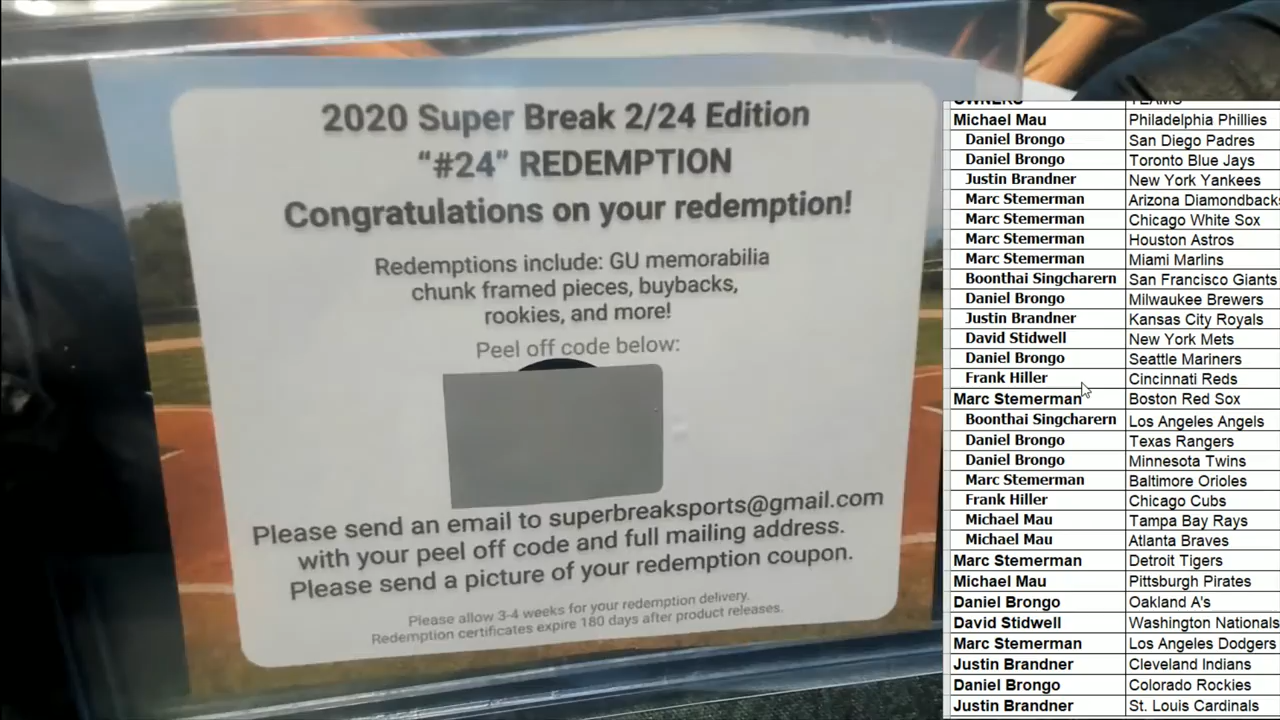 2020 Super Break 2/24 Edition
“#24” REDEMPTION
Congratulations on your redemption!
Redemptions include: GU memorabilia
chunk framed pieces, buybacks,
rookies, and more!
Peel off code below:
Please send an email to superbreaksports@gmail.com
with your peel off code and full mailing address.
Please send a picture of your redemption coupon.
Please allow 3-4 weeks for your redemption delivery.
Redemption certificates expire 180 days after product releases.
OWNERS TEAMS
Michael Mau Philadelphia Phillies
Daniel Brongo San Diego Padres
Daniel Brongo Toronto Blue Jays
Justin Brandner New York Yankees
Marc Stemerman Arizona Diamondbacks
Marc Stemerman Chicago White Sox
Marc Stemerman Houston Astros
Marc Stemerman Miami Marlins
Boonthai Singcharern San Francisco Giants
Daniel Brongo Milwaukee Brewers
Justin Brandner Kansas City Royals
David Stidwell New York Mets
Daniel Brongo Seattle Mariners
Frank Hiller Cincinnati Reds
Marc Stemerman Boston Red Sox
Boonthai Singcharern Los Angeles Angels
Daniel Brongo Texas Rangers
Daniel Brongo Minnesota Twins
Marc Stemerman Baltimore Orioles
Frank Hiller Chicago Cubs
Michael Mau Tampa Bay Rays
Michael Mau Atlanta Braves
Marc Stemerman Detroit Tigers
Michael Mau Pittsburgh Pirates
Daniel Brongo Oakland A's
David Stidwell Washington Nationals
Marc Stemerman Los Angeles Dodgers
Justin Brandner Cleveland Indians
Daniel Brongo Colorado Rockies
Justin Brandner St. Louis Cardinals